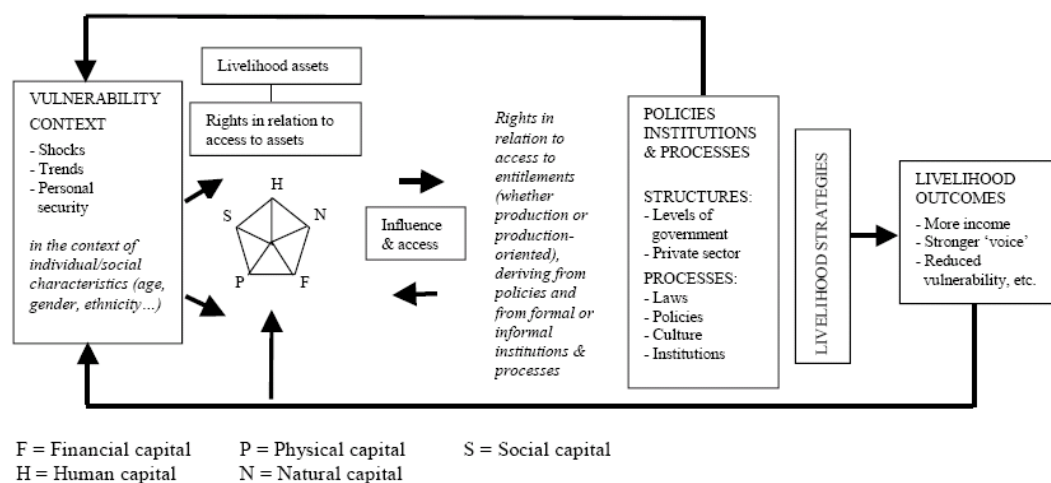 Livelihood assets
Rights in relation to
access to assets
VULNERABILITY
CONTEXT
- Shocks
- Trends
- Personal
security
in the context of
individual/social
characteristics (age,
gender, ethnicity…)
H
S
N
P
F
Influence
& access
Rights in
relation to
access to
entitlements
(whether
production or
production-
oriented),
deriving from
policies and
from formal or
informal
institutions &
processes
POLICIES
INSTITUTIONS
& PROCESSES
STRUCTURES:
- Levels of
government
- Private sector
PROCESSES:
- Laws
- Policies
- Culture
- Institutions
LIVELIHOOD STRATEGIES
LIVELIHOOD
OUTCOMES
- More income
- Stronger ‘voice’
- Reduced
vulnerability, etc.
F = Financial capital P = Physical capital S = Social capital
H = Human capital N = Natural capital